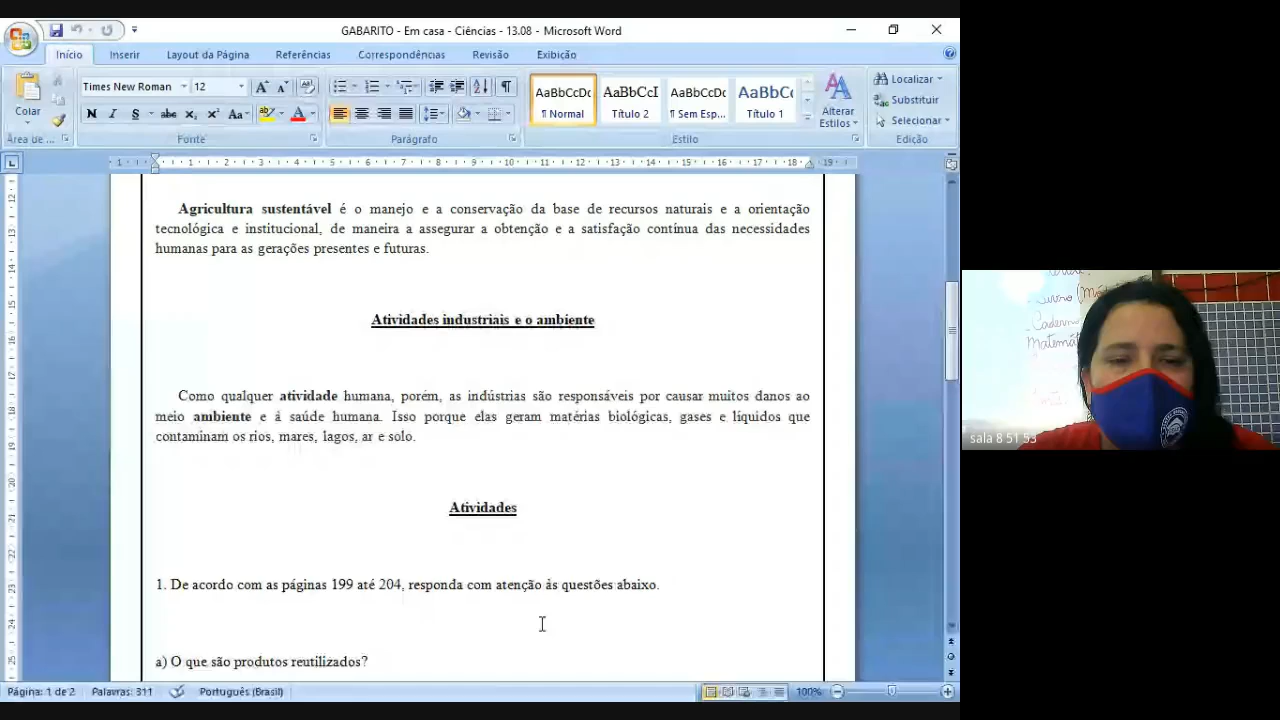 GABARITO - Em casa - Ciências - 13.08 - Microsoft Word
Início Inserir Layout da Página Referências Correspondências Revisão Exibição
Colar
Times New Roman 12
N I S abc x₂ x² Aa
AaBbCcDc AaBbCcI AaBbCcDc AaBbCc
¶ Normal Título 2 ¶ Sem Esp... Título 1
Alterar Estilos
Localizar
Substituir
Selecionar
Área de ... Fonte Parágrafo Estilo Edição
Agricultura sustentável é o manejo e a conservação da base de recursos naturais e a orientação
tecnológica e institucional, de maneira a assegurar a obtenção e a satisfação contínua das necessidades
humanas para as gerações presentes e futuras.
Atividades industriais e o ambiente
Como qualquer atividade humana, porém, as indústrias são responsáveis por causar muitos danos ao
meio ambiente e à saúde humana. Isso porque elas geram matérias biológicas, gases e líquidos que
contaminam os rios, mares, lagos, ar e solo.
Atividades
1. De acordo com as páginas 199 até 204, responda com atenção às questões abaixo.
a) O que são produtos reutilizados?
Página: 1 de 2 Palavras: 311 Português (Brasil) 100%
Caderno
sala 8 51 53